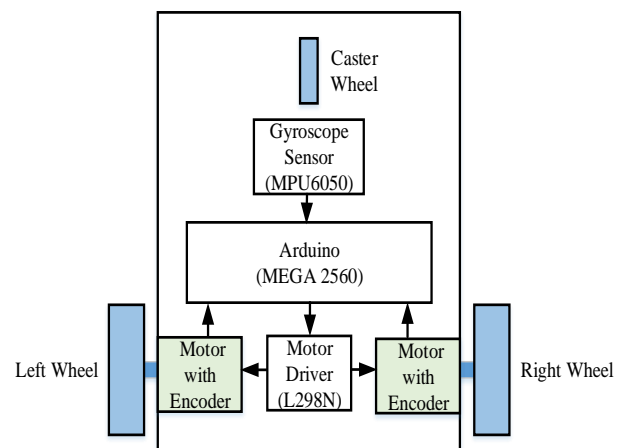 Caster
Wheel
Gyroscope
Sensor
(MPU6050)
Arduino
(MEGA 2560)
Left Wheel
Motor
with
Encoder
Motor
Driver
(L298N)
Motor
with
Encoder
Right Wheel